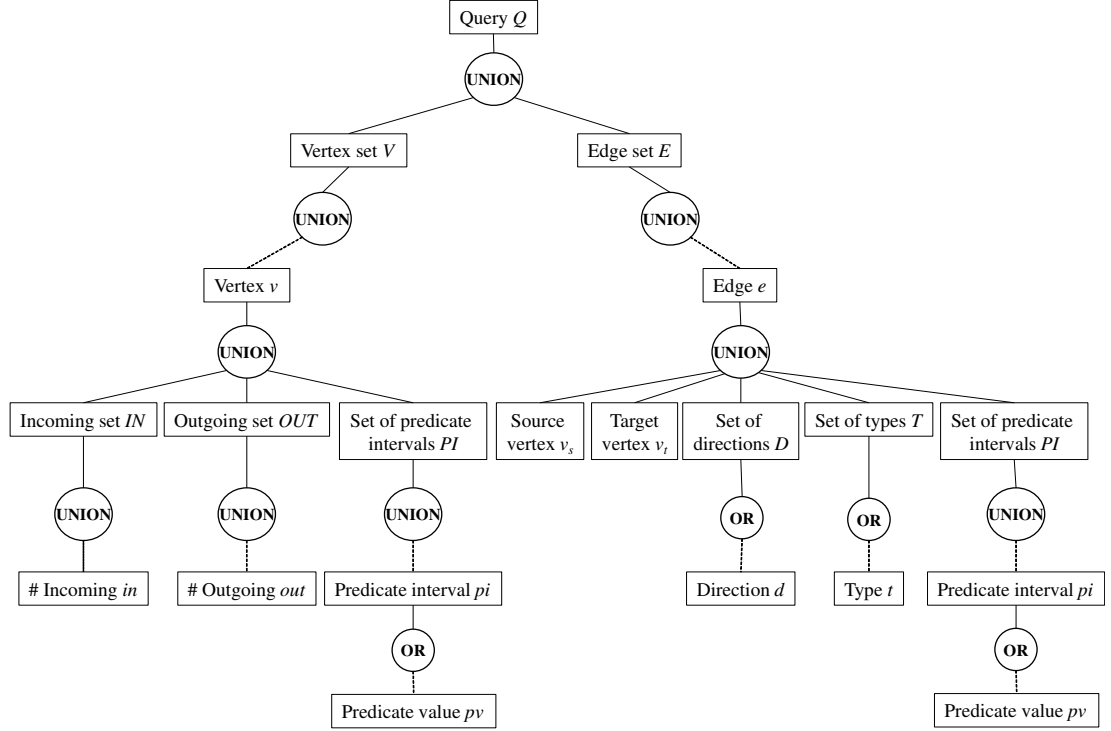 Query Q
UNION
Vertex set V
Edge set E
UNION
UNION
Vertex v
Edge e
UNION
UNION
Incoming set IN
Outgoing set OUT
Set of predicate
intervals PI
Source
vertex vₛ
Target
vertex vₜ
Set of
directions D
Set of types T
Set of predicate
intervals PI
UNION
UNION
UNION
OR
OR
UNION
# Incoming in
# Outgoing out
Predicate interval pi
Direction d
Type t
Predicate interval pi
OR
OR
Predicate value pv
Predicate value pv